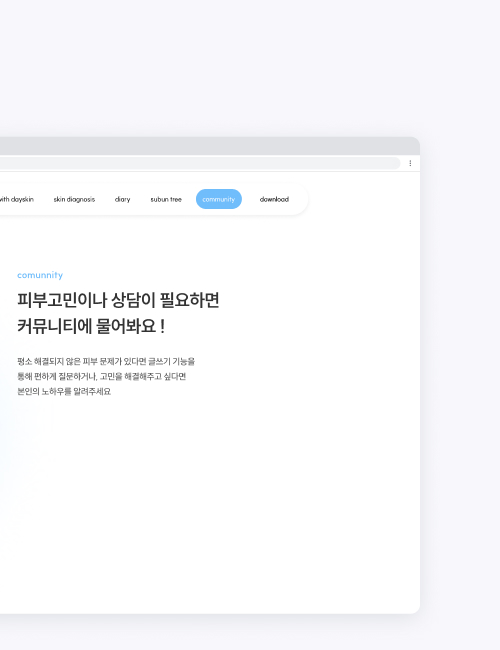 with dayskin skin diagnosis diary subun tree community download
comunnity
피부고민이나 상담이 필요하면
커뮤니티에 물어봐요 !
평소 해결되지 않은 피부 문제가 있다면 글쓰기 기능을
통해 편하게 질문하거나, 고민을 해결해주고 싶다면
본인의 노하우를 알려주세요